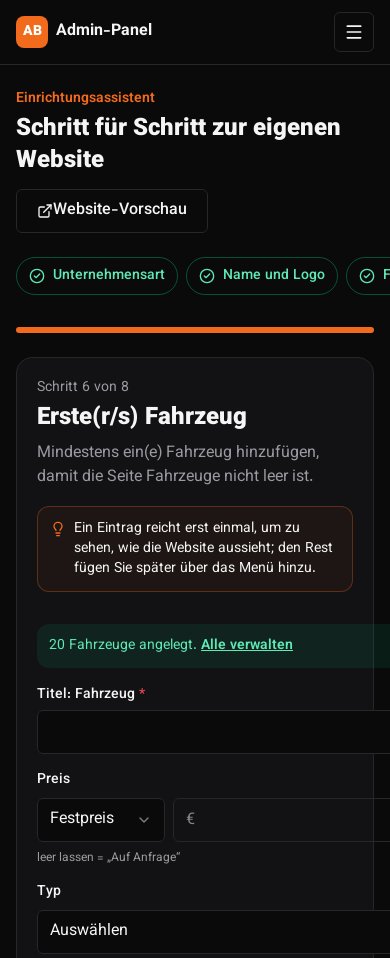 AB Admin-Panel
Einrichtungsassistent
Schritt für Schritt zur eigenen
Website
Website-Vorschau
Unternehmensart Name und Logo F
Schritt 6 von 8
Erste(r/s) Fahrzeug
Mindestens ein(e) Fahrzeug hinzufügen,
damit die Seite Fahrzeuge nicht leer ist.
Ein Eintrag reicht erst einmal, um zu
sehen, wie die Website aussieht; den Rest
fügen Sie später über das Menü hinzu.
20 Fahrzeuge angelegt. Alle verwalten
Titel: Fahrzeug *
Preis
Festpreis €
leer lassen = „Auf Anfrage“
Typ
Auswählen